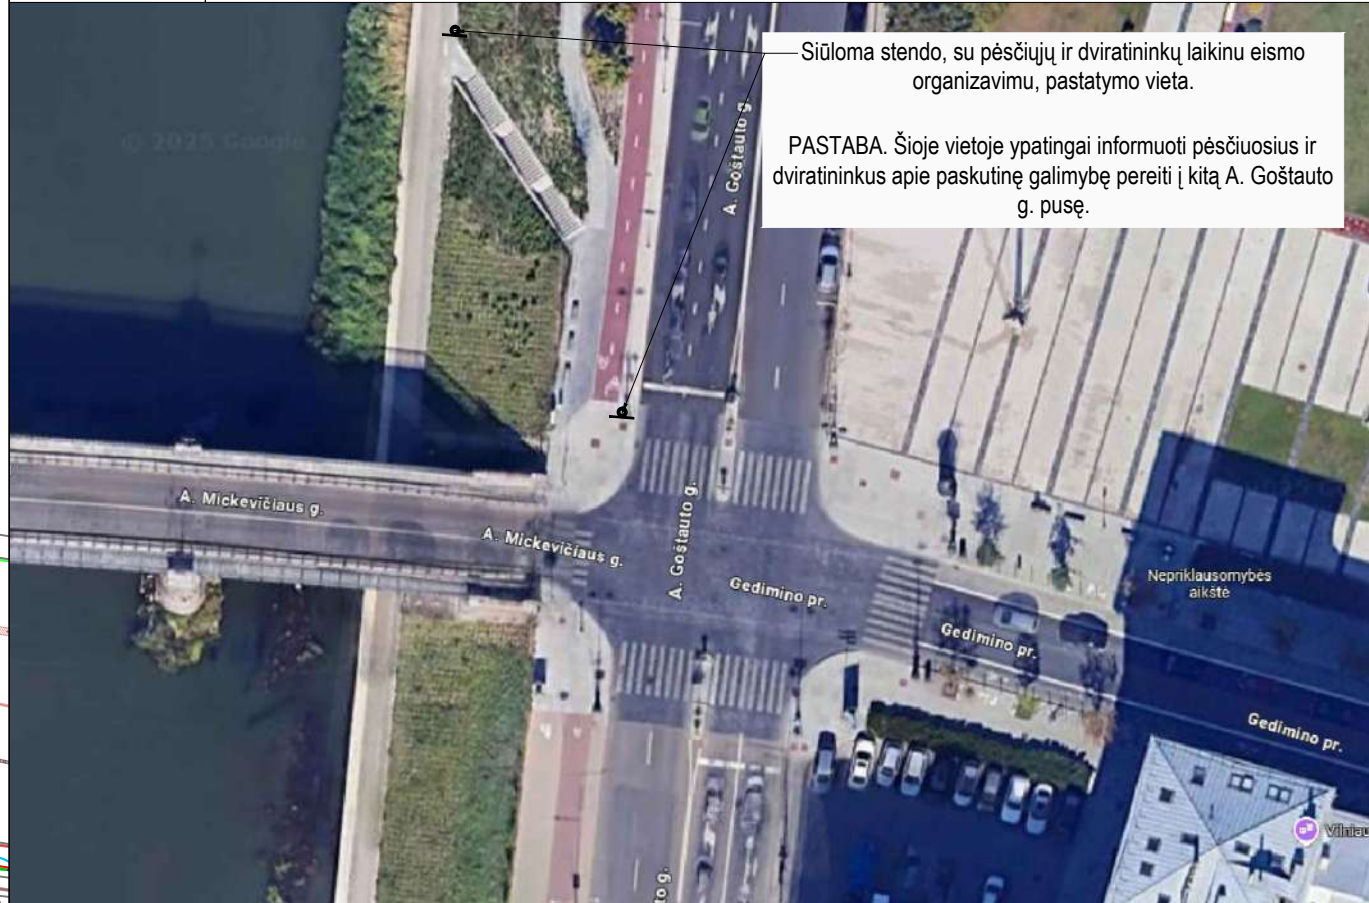 Siūloma stendo, su pėsčiųjų ir dviratininkų laikinu eismo
organizavimu, pastatymo vieta.
PASTABA. Šioje vietoje ypatingai informuoti pėsčiuosius ir
dviratininkus apie paskutinę galimybę pereiti į kitą A. Goštauto
g. pusę.
© 2025 Google
A. Goštauto g.
A. Mickevičiaus g.
A. Mickevičiaus g.
A. Goštauto g.
Gedimino pr.
Nepriklausomybės
aikštė
Gedimino pr.
Gedimino pr.
Vilniau
to g.